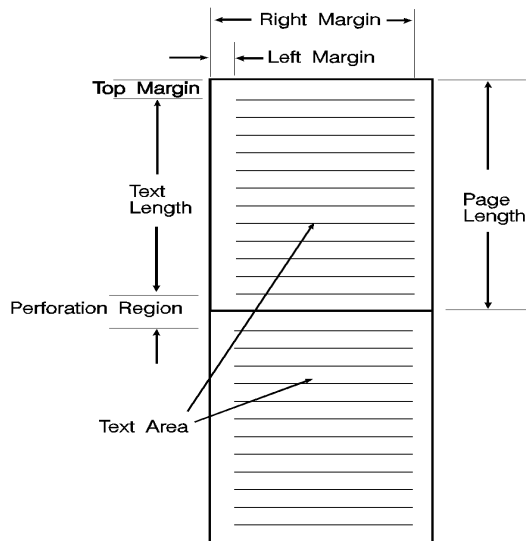 Right Margin
Left Margin
Top Margin
Text
Length
Page
Length
Perforation Region
Text Area